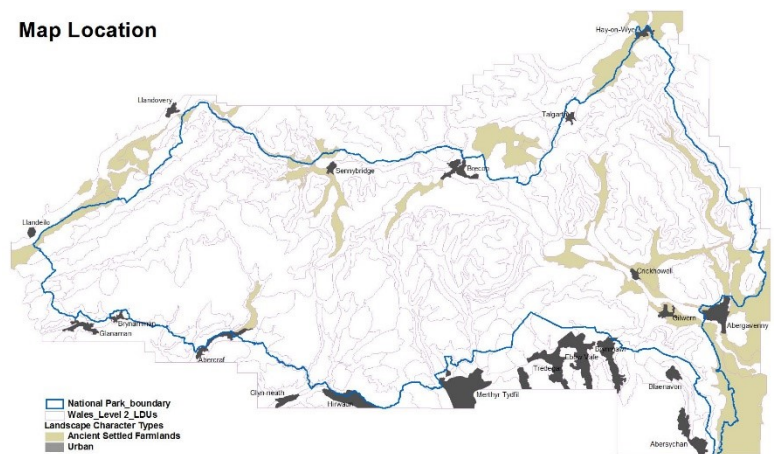 Map Location
Hay-on-Wye
Llandovery
Talgarth
Sennybridge
Brecon
Llandeilo
Crickhowell
Gilwern
Abergavenny
Brynamman
Glanaman
Abercraf
Ebbw Vale
Tredegar
Blaenavon
Glyn-neath
Hirwaun
Merthyr Tydfil
Abersychan
National Park_boundary
Wales_Level 2_LDUs
Landscape Character Types
Ancient Settled Farmlands
Urban